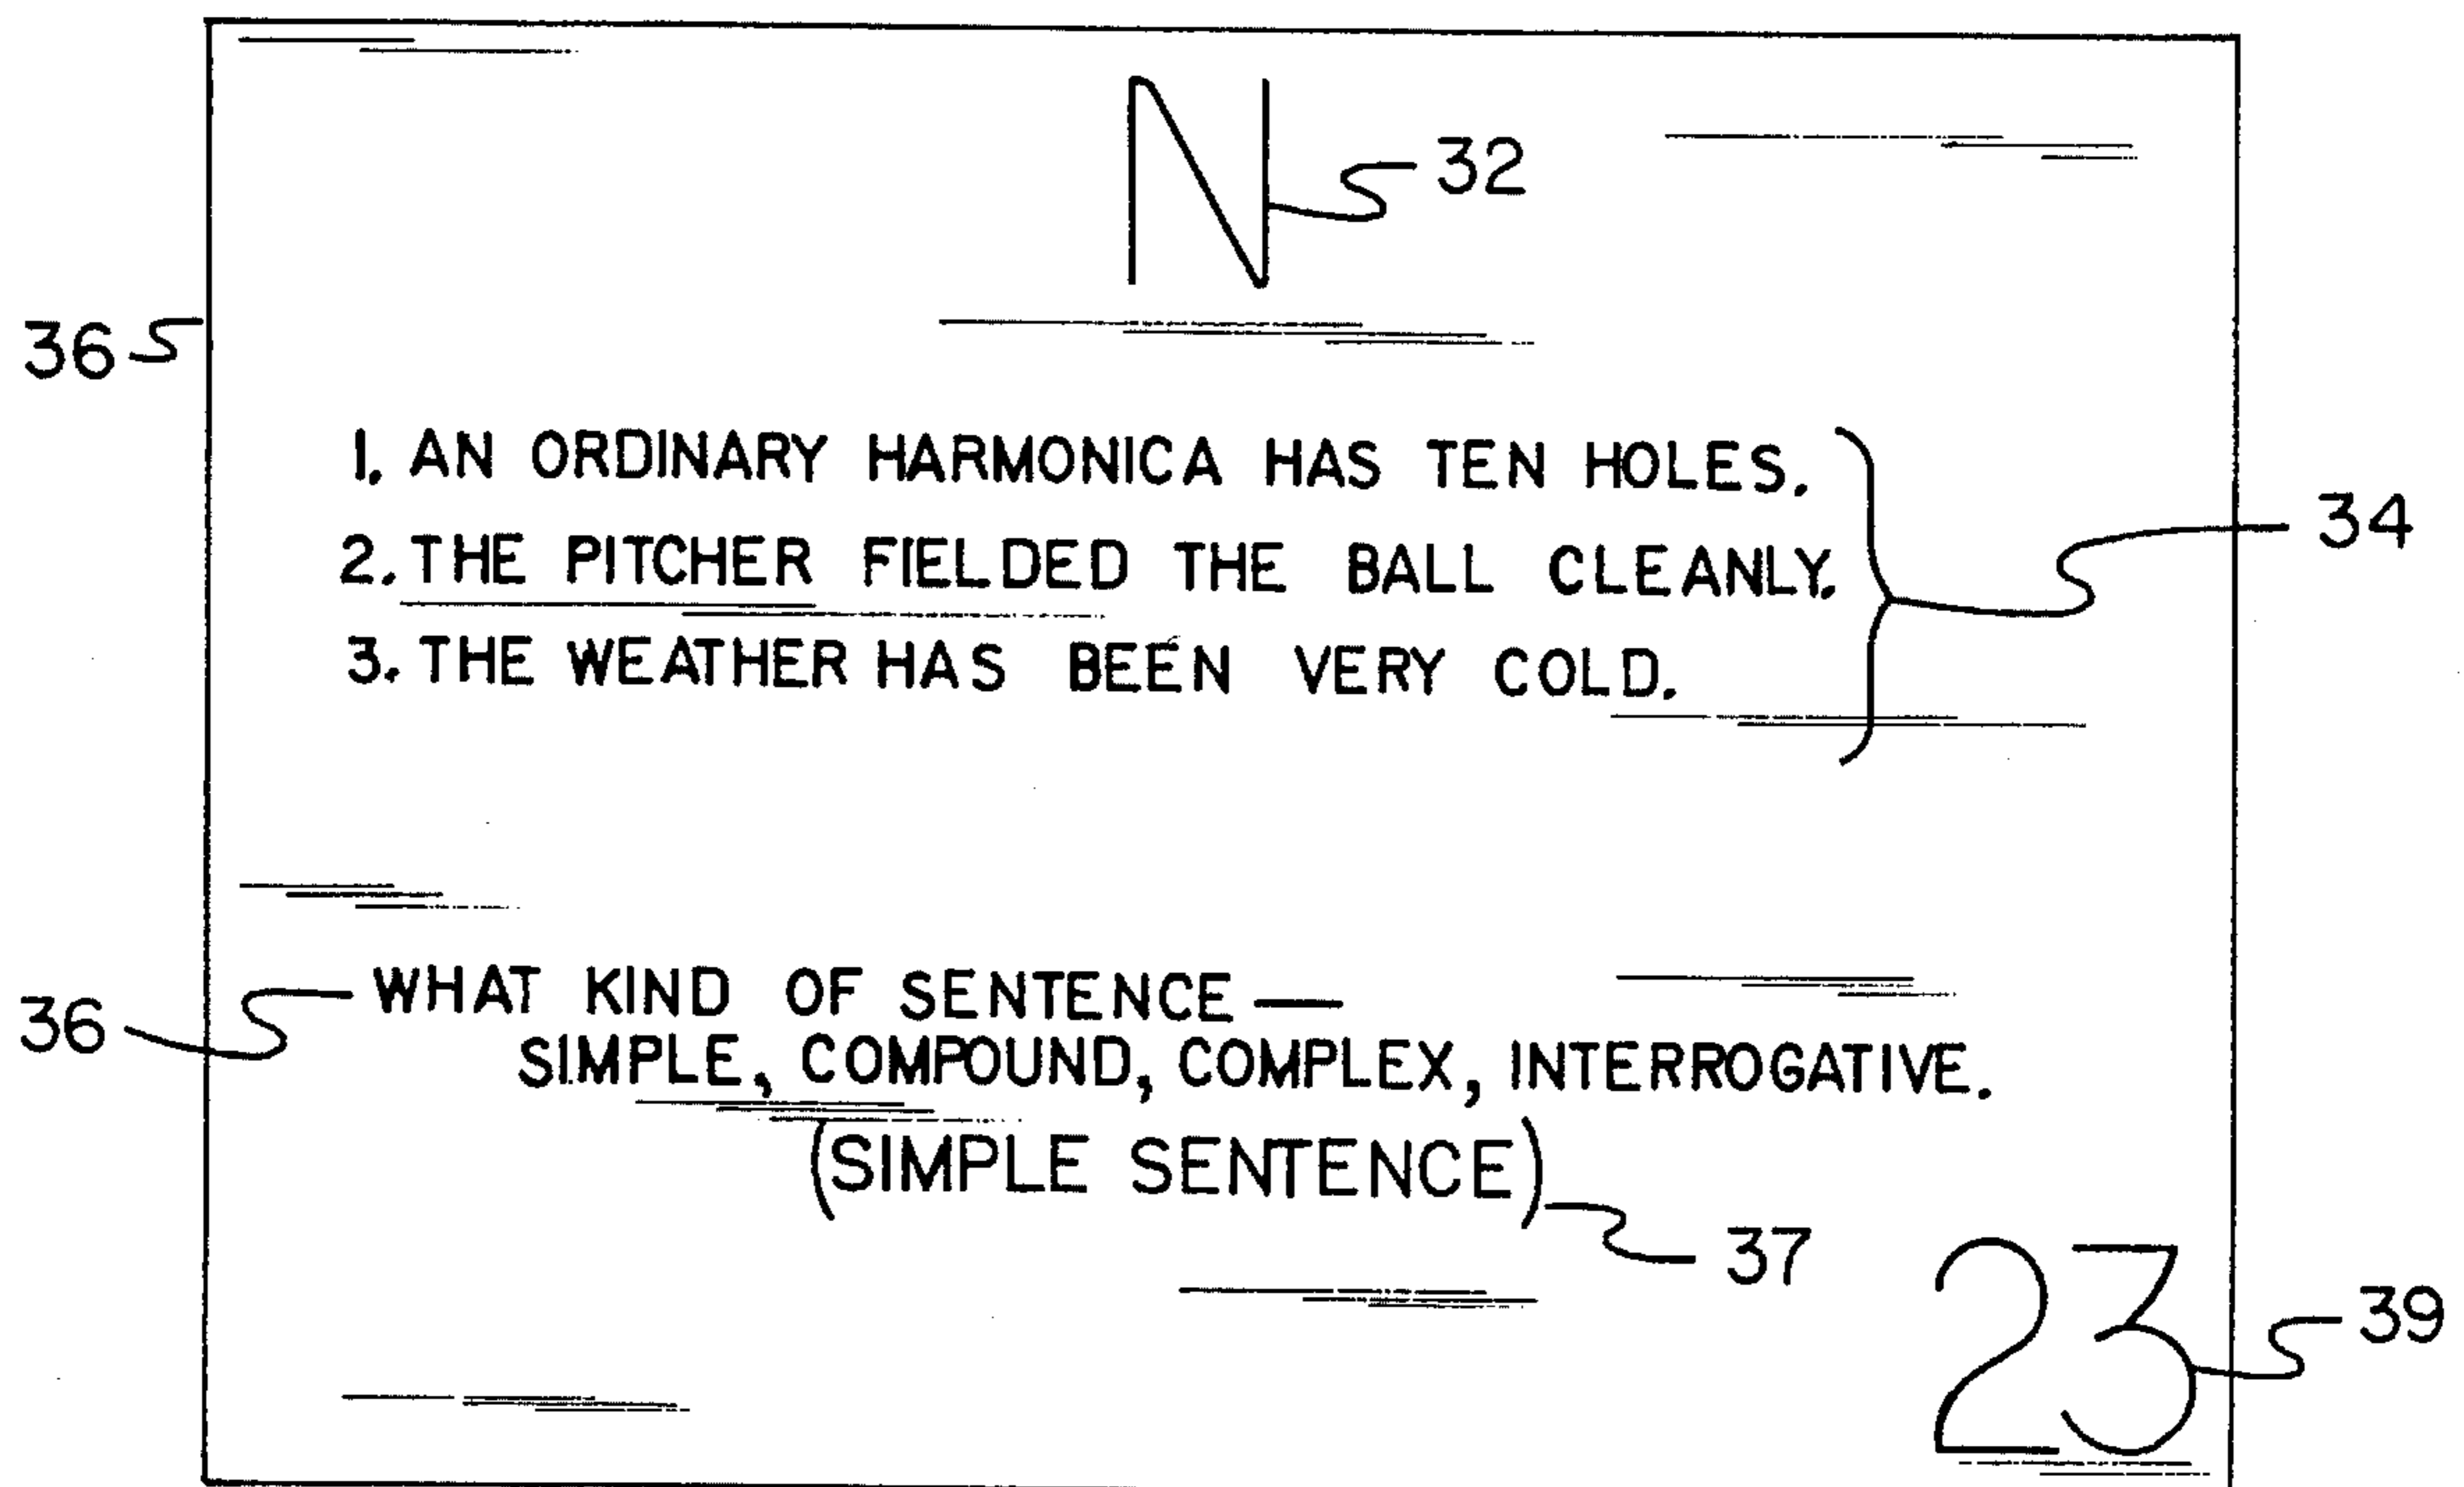 N
32
36
1. AN ORDINARY HARMONICA HAS TEN HOLES.
2. THE PITCHER FIELDED THE BALL CLEANLY.
34
3. THE WEATHER HAS BEEN VERY COLD.
36
WHAT KIND OF SENTENCE —
SIMPLE, COMPOUND, COMPLEX, INTERROGATIVE.
(SIMPLE SENTENCE)
37
23
39